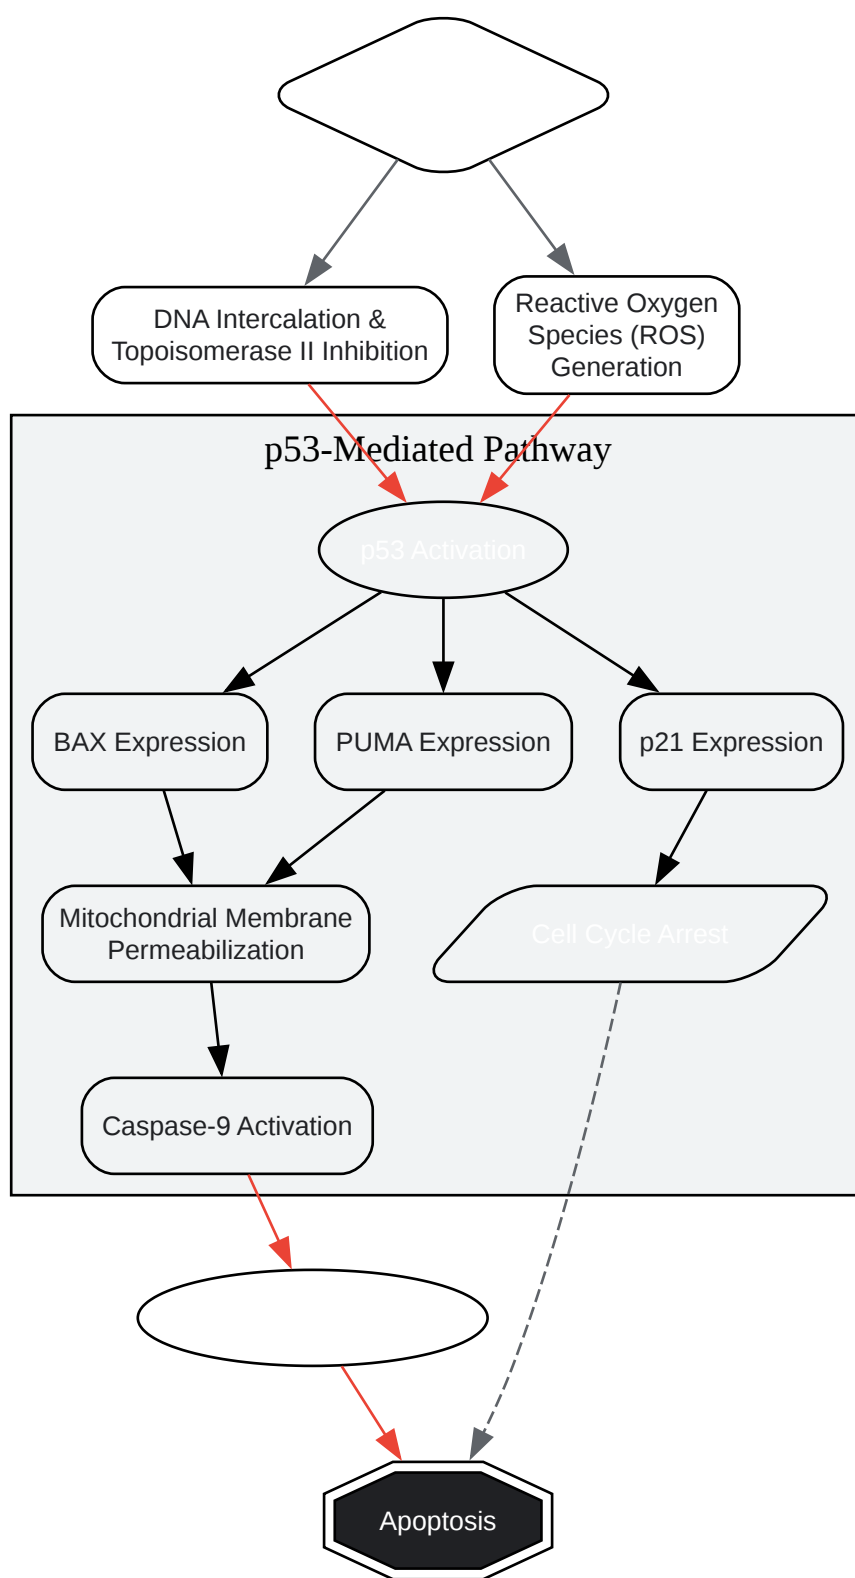 DNA Intercalation &
Topoisomerase II Inhibition
Reactive Oxygen
Species (ROS)
Generation
p53-Mediated Pathway
p53 Activation
BAX Expression
PUMA Expression
p21 Expression
Mitochondrial Membrane
Permeabilization
Cell Cycle Arrest
Caspase-9 Activation
Apoptosis